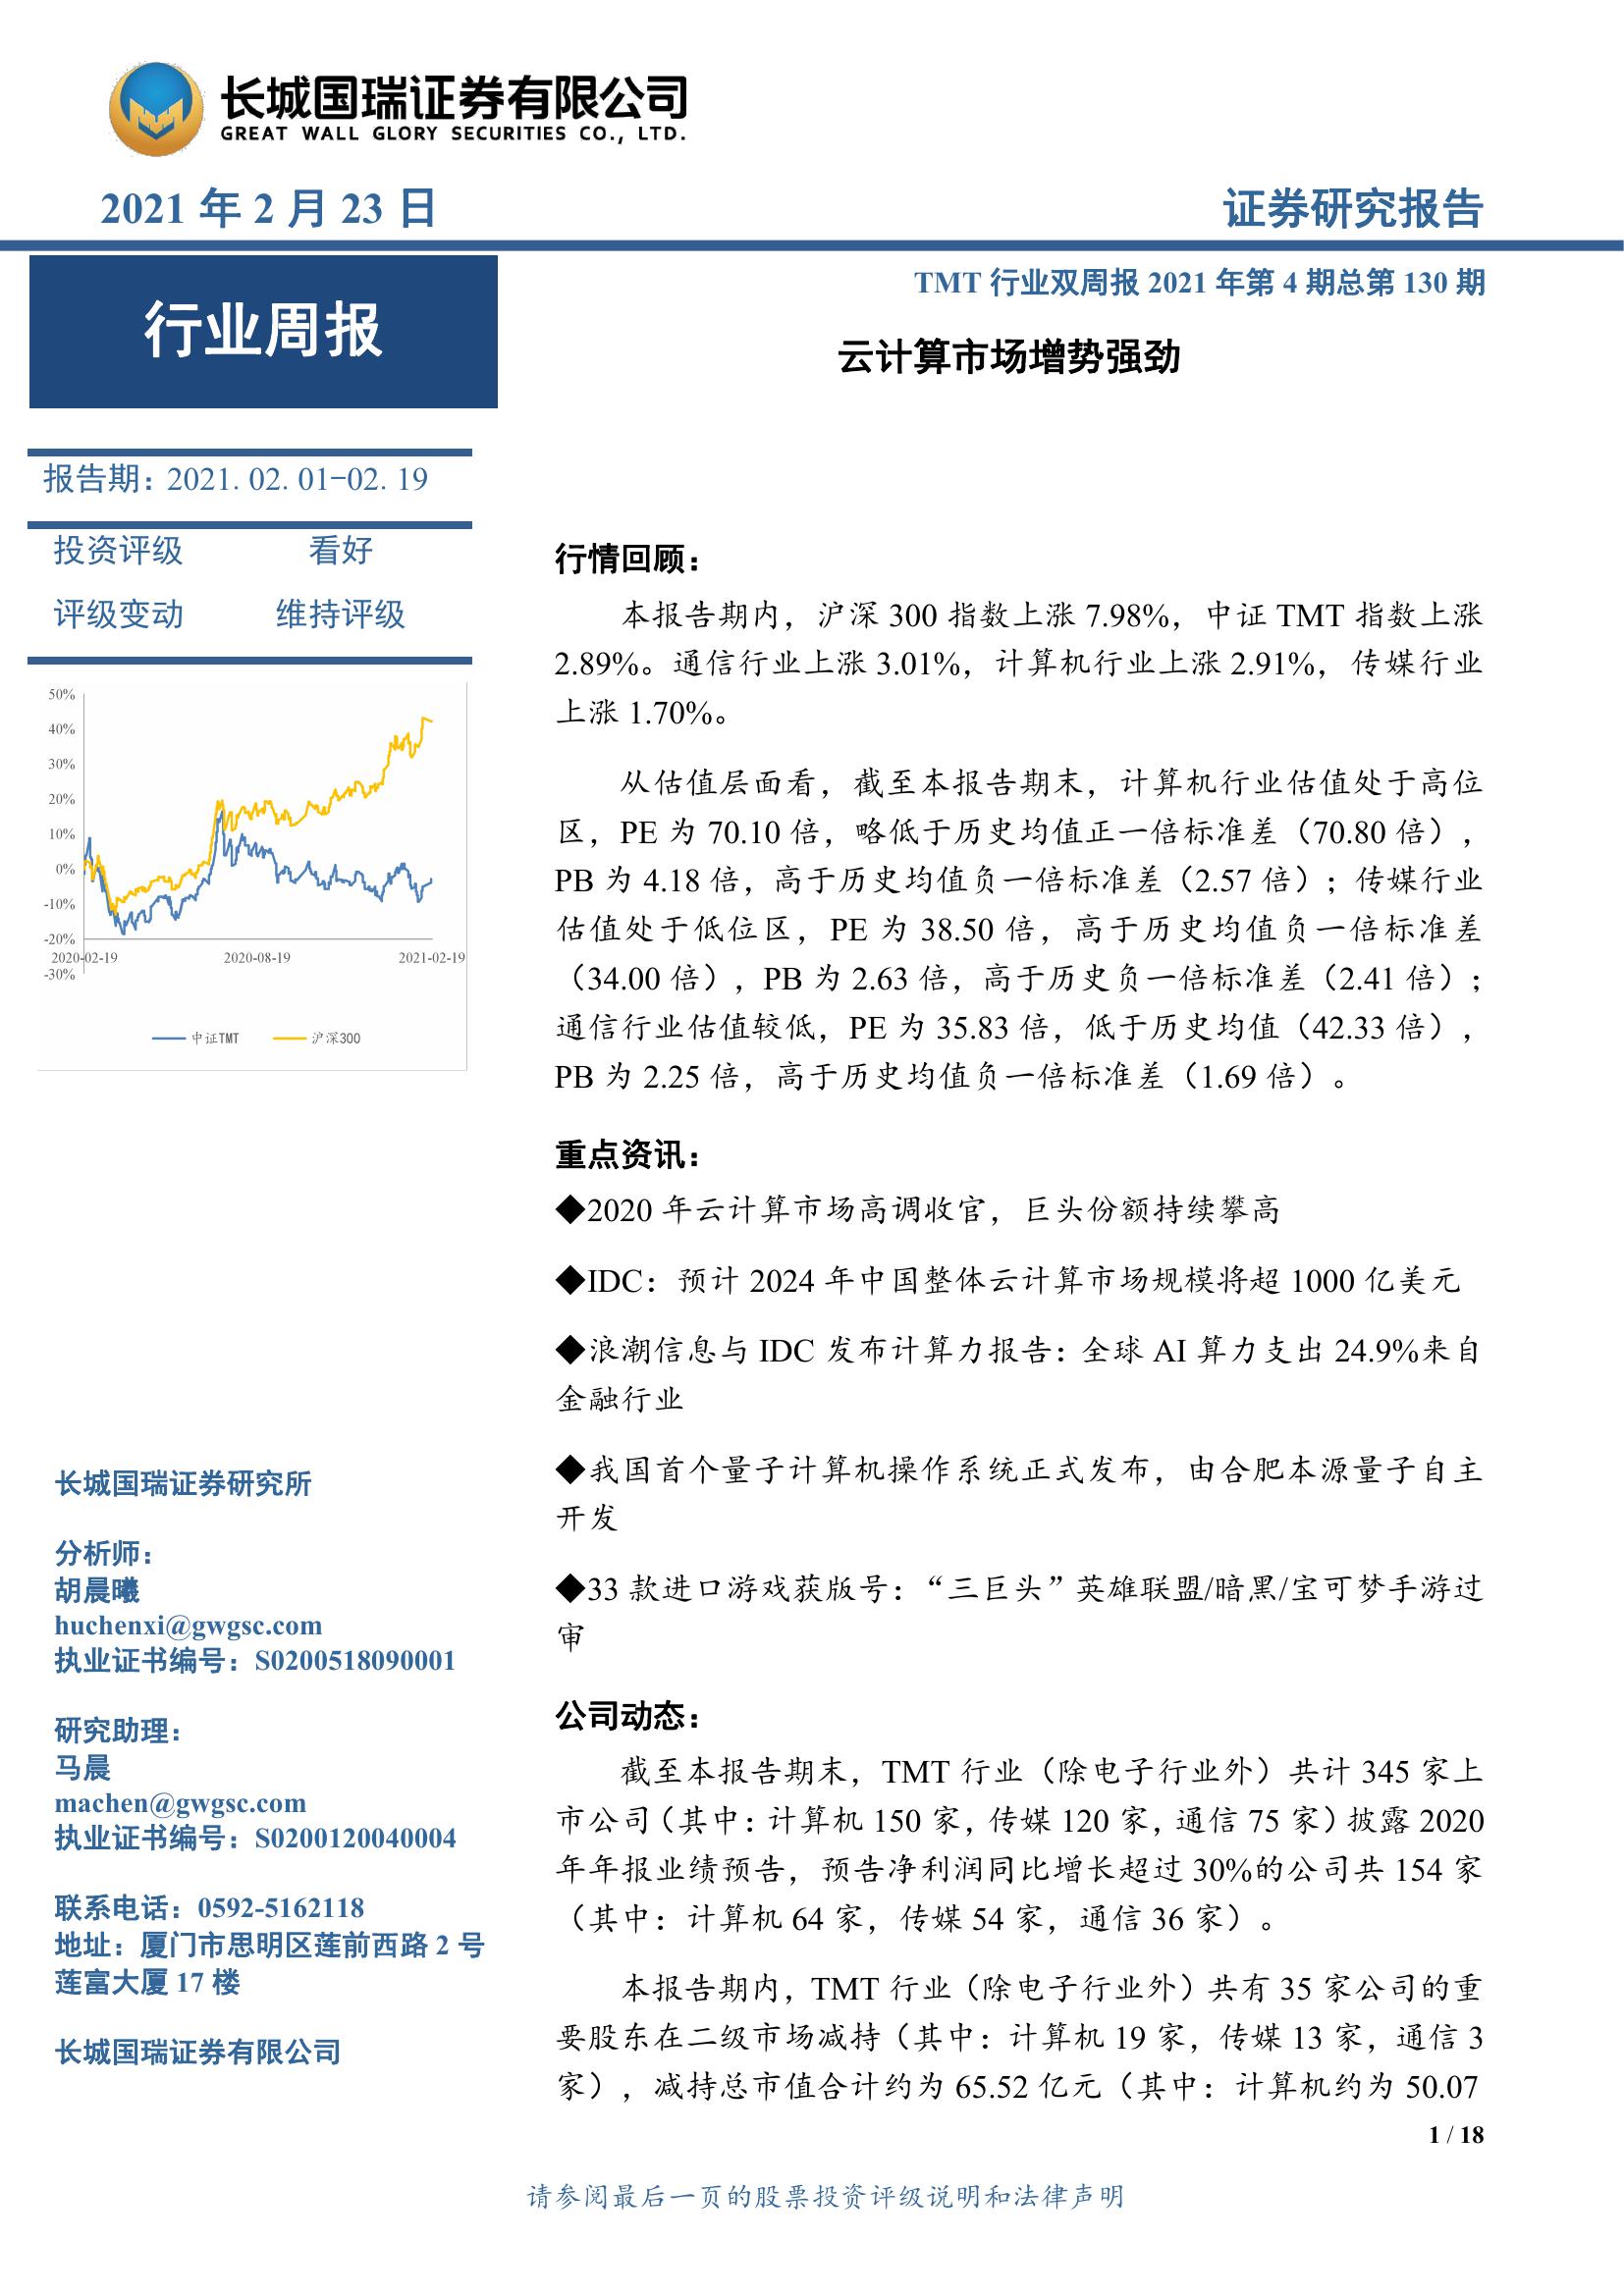 长城国瑞证券有限公司
GREAT WALL GLORY SECURITIES CO., LTD.
2021 年 2 月 23 日
证券研究报告
行业周报
报告期：2021.02.01-02.19
投资评级 看好
评级变动 维持评级
50%
40%
30%
20%
10%
0%
-10%
-20%
-30%
2020-02-19 2020-08-19 2021-02-19
中证TMT 沪深300
长城国瑞证券研究所
分析师：
胡晨曦
huchenxi@gwgsc.com
执业证书编号：S0200518090001
研究助理：
马晨
machen@gwgsc.com
执业证书编号：S0200120040004
联系电话：0592-5162118
地址：厦门市思明区莲前西路 2 号
莲富大厦 17 楼
长城国瑞证券有限公司
TMT 行业双周报 2021 年第 4 期总第 130 期
云计算市场增势强劲
行情回顾：
本报告期内，沪深 300 指数上涨 7.98%，中证 TMT 指数上涨
2.89%。通信行业上涨 3.01%，计算机行业上涨 2.91%，传媒行业
上涨 1.70%。
从估值层面看，截至本报告期末，计算机行业估值处于高位
区，PE 为 70.10 倍，略低于历史均值正一倍标准差（70.80 倍），
PB 为 4.18 倍，高于历史均值负一倍标准差（2.57 倍）；传媒行业
估值处于低位区，PE 为 38.50 倍，高于历史均值负一倍标准差
（34.00 倍），PB 为 2.63 倍，高于历史负一倍标准差（2.41 倍）；
通信行业估值较低，PE 为 35.83 倍，低于历史均值（42.33 倍），
PB 为 2.25 倍，高于历史均值负一倍标准差（1.69 倍）。
重点资讯：
◆2020 年云计算市场高调收官，巨头份额持续攀高
◆IDC：预计 2024 年中国整体云计算市场规模将超 1000 亿美元
◆浪潮信息与 IDC 发布计算力报告：全球 AI 算力支出 24.9%来自
金融行业
◆我国首个量子计算机操作系统正式发布，由合肥本源量子自主
开发
◆33 款进口游戏获版号：“三巨头”英雄联盟/暗黑/宝可梦手游过
审
公司动态：
截至本报告期末，TMT 行业（除电子行业外）共计 345 家上
市公司（其中：计算机 150 家，传媒 120 家，通信 75 家）披露 2020
年年报业绩预告，预告净利润同比增长超过 30%的公司共 154 家
（其中：计算机 64 家，传媒 54 家，通信 36 家）。
本报告期内，TMT 行业（除电子行业外）共有 35 家公司的重
要股东在二级市场减持（其中：计算机 19 家，传媒 13 家，通信 3
家），减持总市值合计约为 65.52 亿元（其中：计算机约为 50.07
1 / 18
请参阅最后一页的股票投资评级说明和法律声明